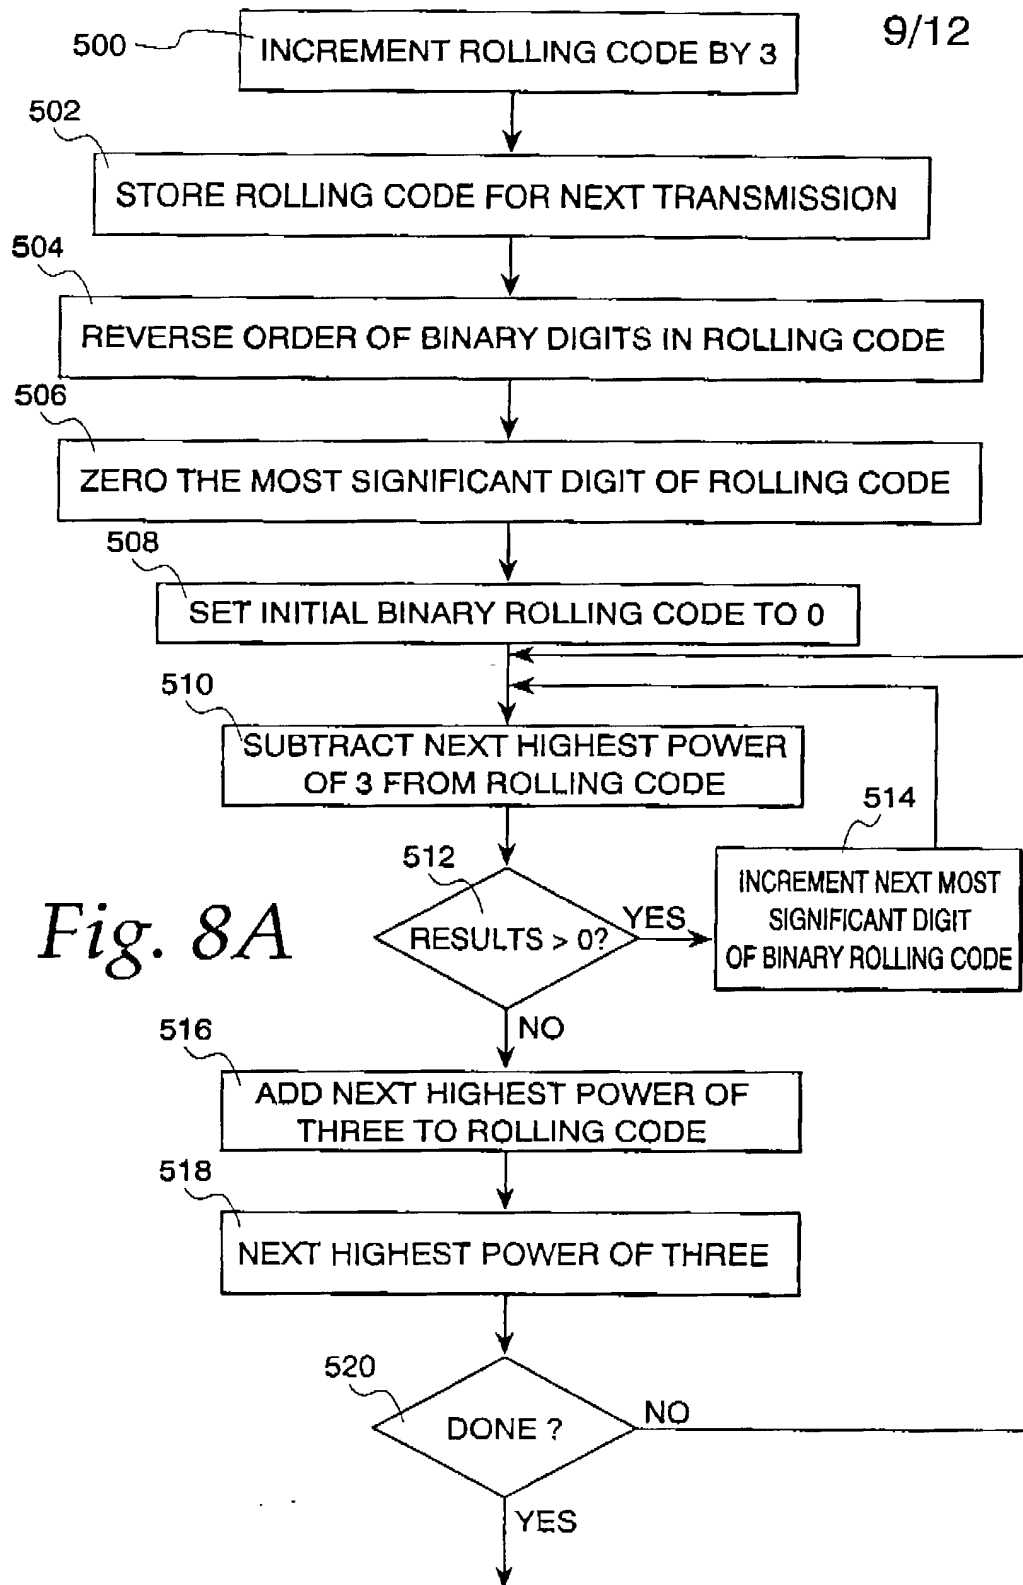 9/12
500
INCREMENT ROLLING CODE BY 3
502
STORE ROLLING CODE FOR NEXT TRANSMISSION
504
REVERSE ORDER OF BINARY DIGITS IN ROLLING CODE
506
ZERO THE MOST SIGNIFICANT DIGIT OF ROLLING CODE
508
SET INITIAL BINARY ROLLING CODE TO 0
510
SUBTRACT NEXT HIGHEST POWER
OF 3 FROM ROLLING CODE
512
RESULTS > 0?
YES
514
INCREMENT NEXT MOST
SIGNIFICANT DIGIT
OF BINARY ROLLING CODE
Fig. 8A
NO
516
ADD NEXT HIGHEST POWER OF
THREE TO ROLLING CODE
518
NEXT HIGHEST POWER OF THREE
520
DONE ?
NO
YES